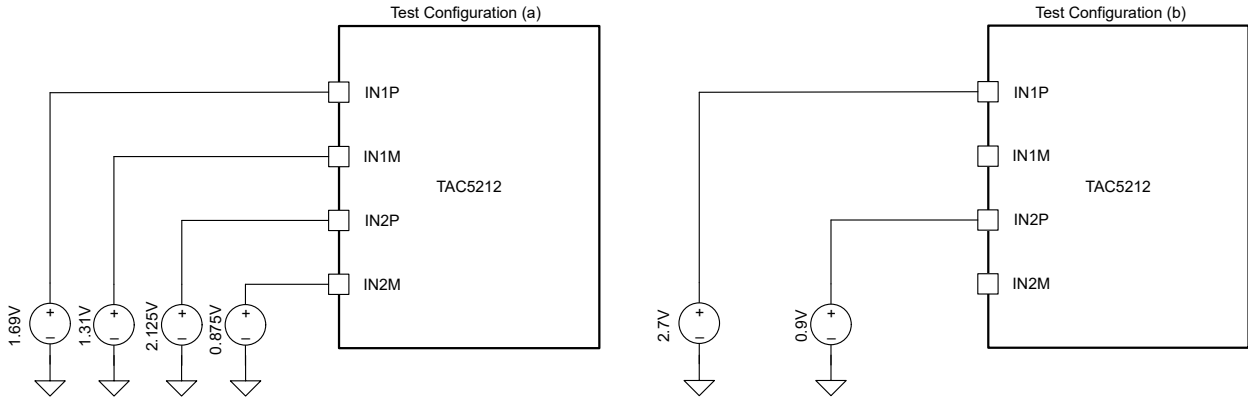 Test Configuration (a)
IN1P
IN1M
TAC5212
IN2P
IN2M
1.69V
1.31V
2.125V
0.875V
Test Configuration (b)
IN1P
IN1M
TAC5212
IN2P
IN2M
2.7V
0.9V